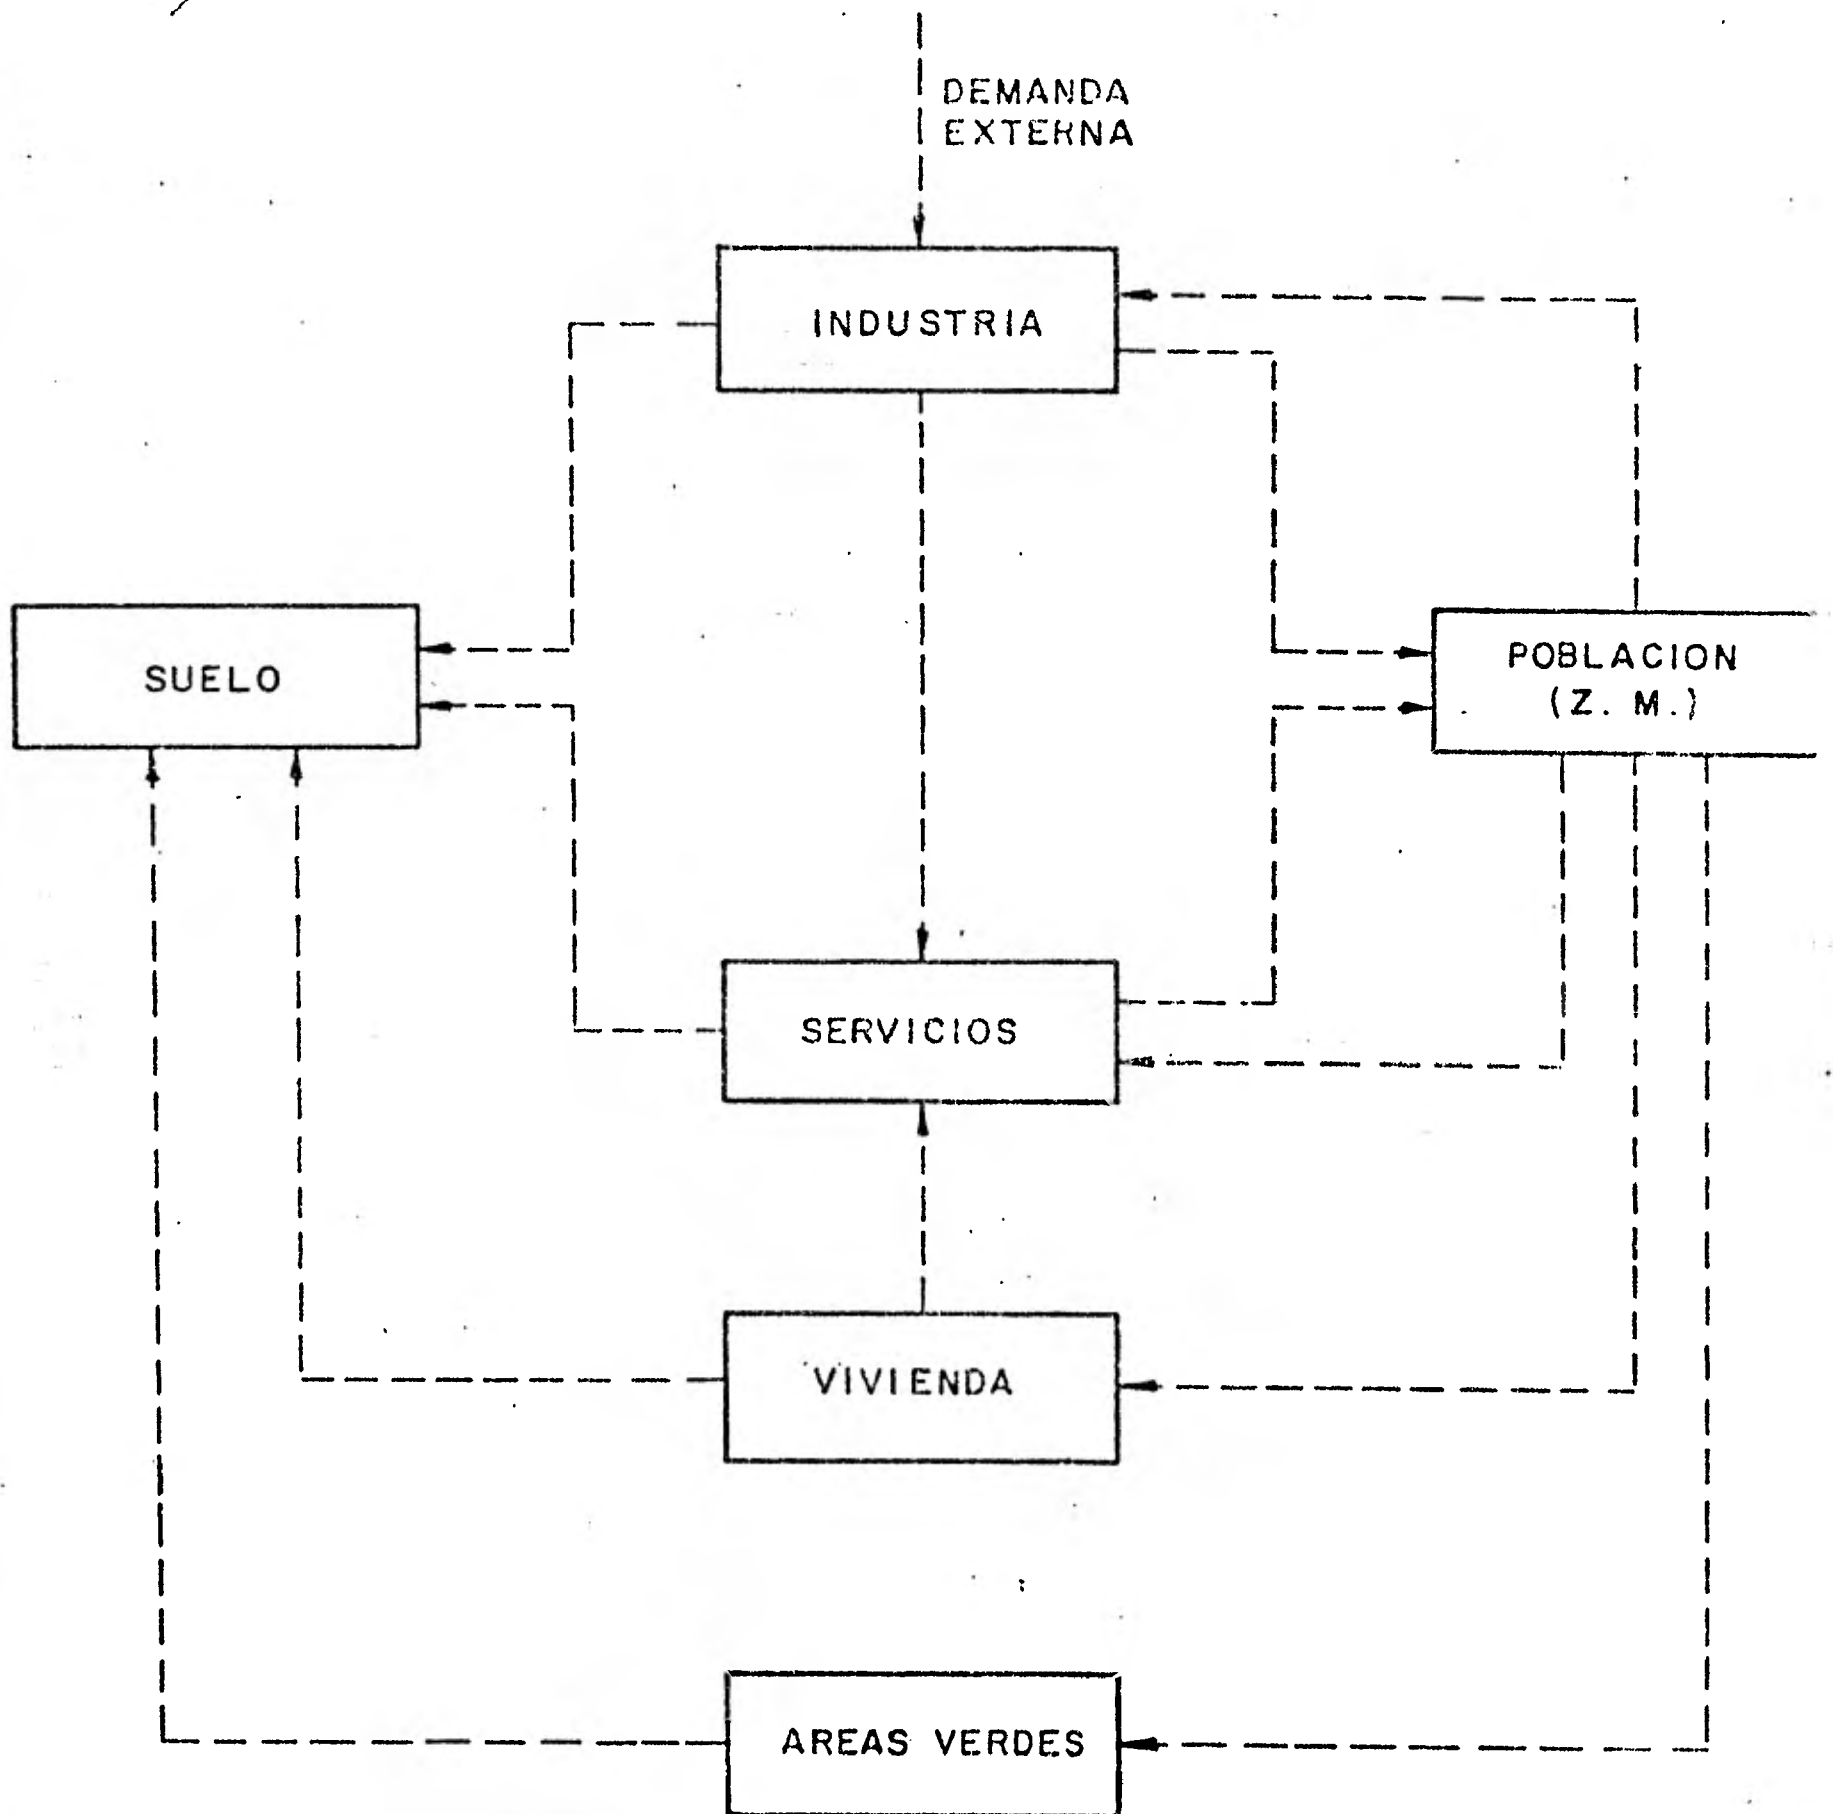 DEMANDA
EXTERNA
INDUSTRIA
SUELO
POBLACION
(Z. M.)
SERVICIOS
VIVIENDA
AREAS VERDES